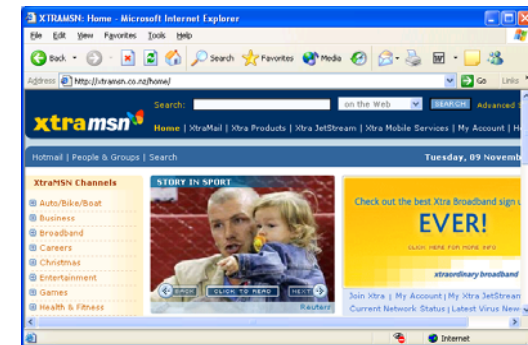 XTRAMSN: Home - Microsoft Internet Explorer
File Edit View Favorites Tools Help
Back Search Favorites Media
Address http://xtramsn.co.nz/home/ Go Links
Search: on the Web SEARCH Advanced
xtramsn
Home | XtraMail | Xtra Products | Xtra JetStream | Xtra Mobile Services | My Account | H
Hotmail | People & Groups | Search Tuesday, 09 Novemb
XtraMSN Channels
Auto/Bike/Boat
Business
Broadband
Careers
Christmas
Entertainment
Games
Health & Fitness
STORY IN SPORT
BACK CLICK TO READ NEXT
Reuters
Check out the best Xtra Broadband sign u
EVER!
CLICK HERE FOR MORE INFO
xtraordinary broadband
Join Xtra | My Account | My Xtra JetStream
Current Network Status | Latest Virus New
Internet